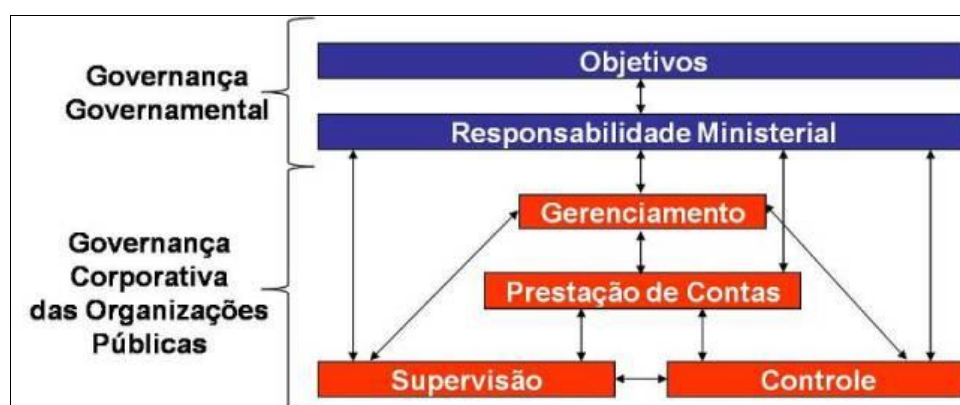 Governança
Governamental
Objetivos
Responsabilidade Ministerial
Governança
Corporativa
das Organizações
Públicas
Gerenciamento
Prestação de Contas
Supervisão
Controle